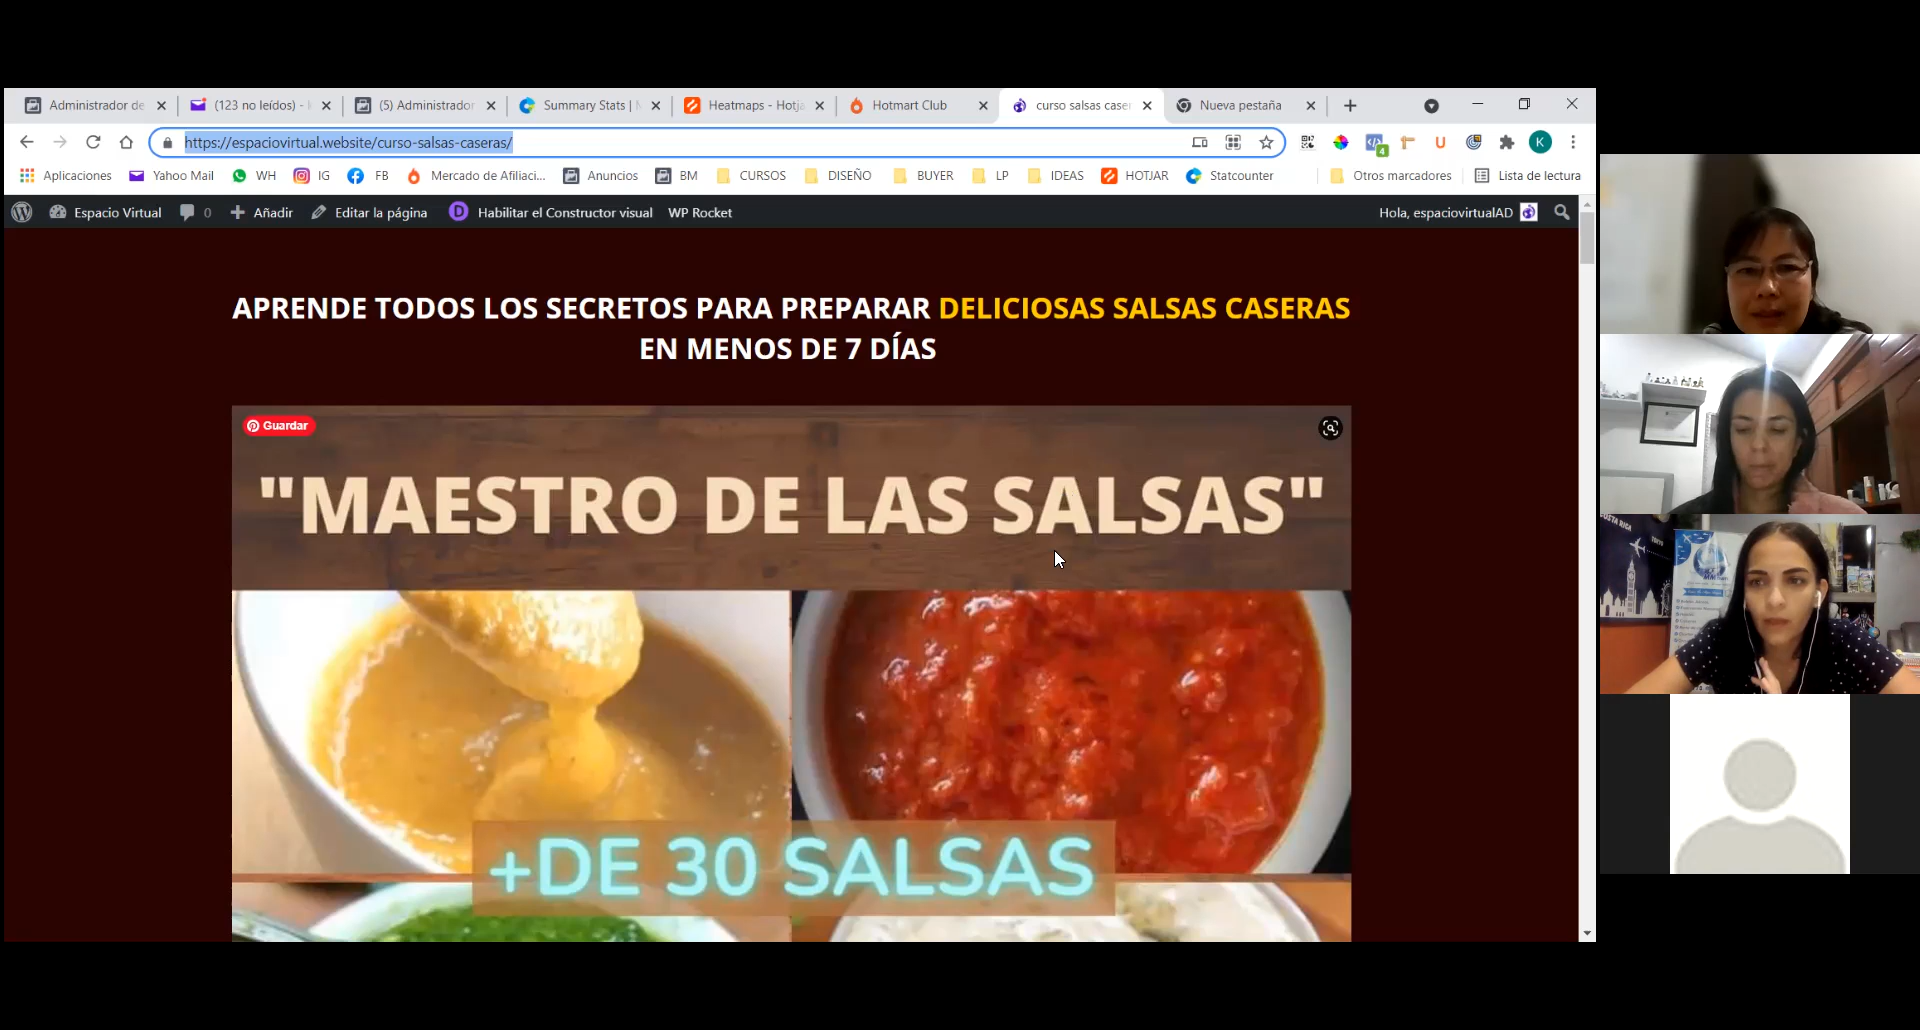 Administrador de
(123 no leídos) -
(5) Administrador
Summary Stats |
Heatmaps - Hotja
Hotmart Club
curso salsas caser
Nueva pestaña
https://espaciovirtual.website/curso-salsas-caseras/
4
U
K
Aplicaciones
Yahoo Mail
WH
IG
FB
Mercado de Afiliaci...
Anuncios
BM
CURSOS
DISEÑO
BUYER
LP
IDEAS
HOTJAR
Statcounter
Otros marcadores
Lista de lectura
Espacio Virtual
0
Añadir
Editar la página
D
Habilitar el Constructor visual
WP Rocket
Hola, espaciovirtualAD
APRENDE TODOS LOS SECRETOS PARA PREPARAR DELICIOSAS SALSAS CASERAS
EN MENOS DE 7 DÍAS
Guardar
"MAESTRO DE LAS SALSAS"
+DE 30 SALSAS
COSTA RICA
TOKYO